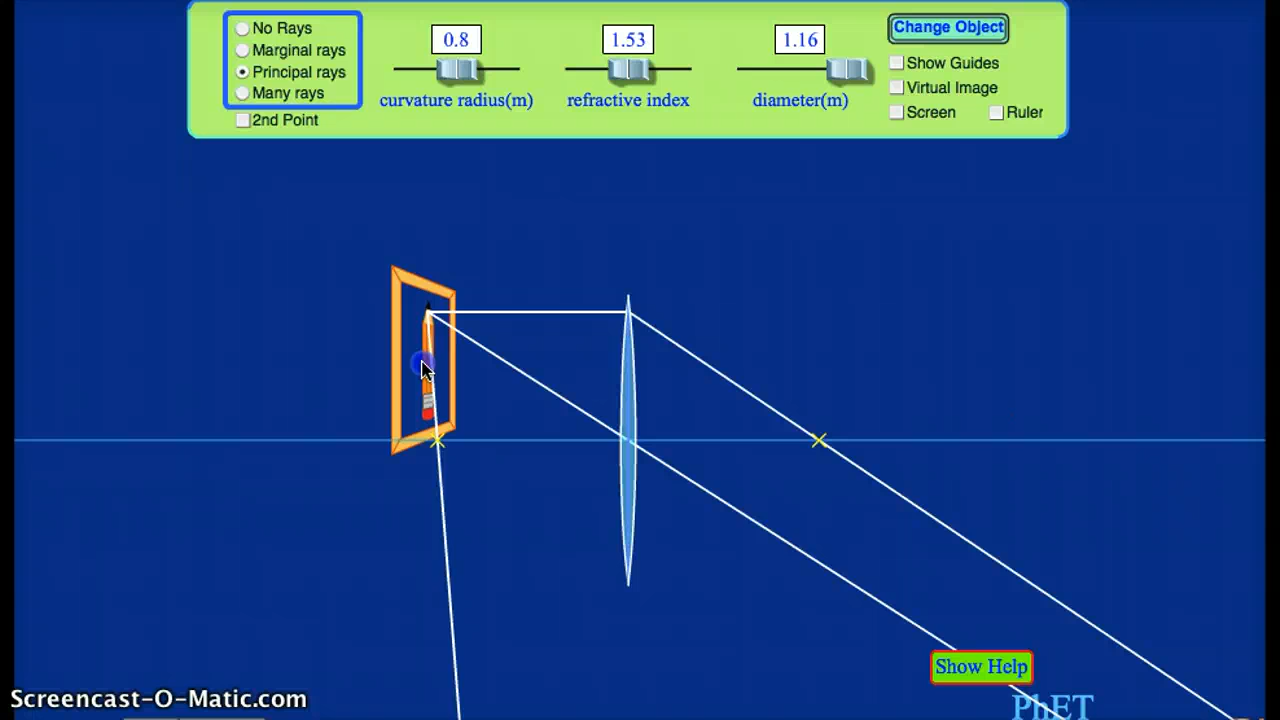 No Rays
Marginal rays
Principal rays
Many rays
2nd Point
0.8
curvature radius(m)
1.53
refractive index
1.16
diameter(m)
Change Object
Show Guides
Virtual Image
Screen
Ruler
Show Help
PhET
Screencast-O-Matic.com